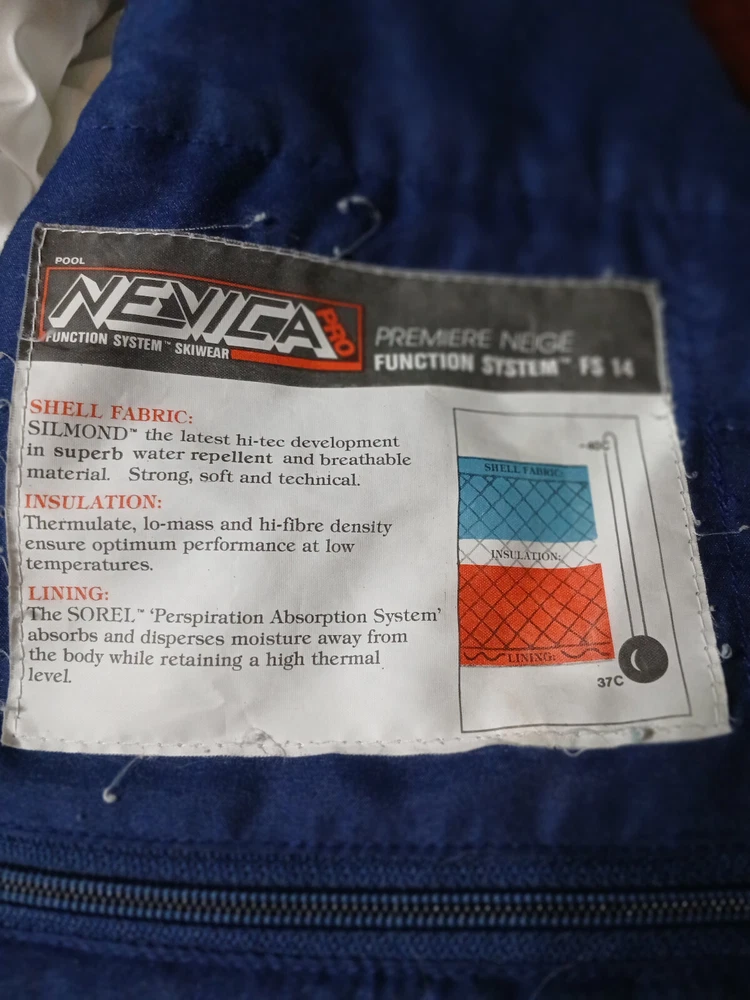 POOL
NEVICA PRO
FUNCTION SYSTEM™ SKIWEAR
PREMIERE NEIGE
FUNCTION SYSTEM™ FS 14
SHELL FABRIC:
SILMOND™ the latest hi-tec development
in superb water repellent and breathable
material. Strong, soft and technical.
INSULATION:
Thermulate, lo-mass and hi-fibre density
ensure optimum performance at low
temperatures.
LINING:
The SOREL™ 'Perspiration Absorption System'
absorbs and disperses moisture away from
the body while retaining a high thermal
level.
-40C
SHELL FABRIC:
INSULATION:
LINING:
37C